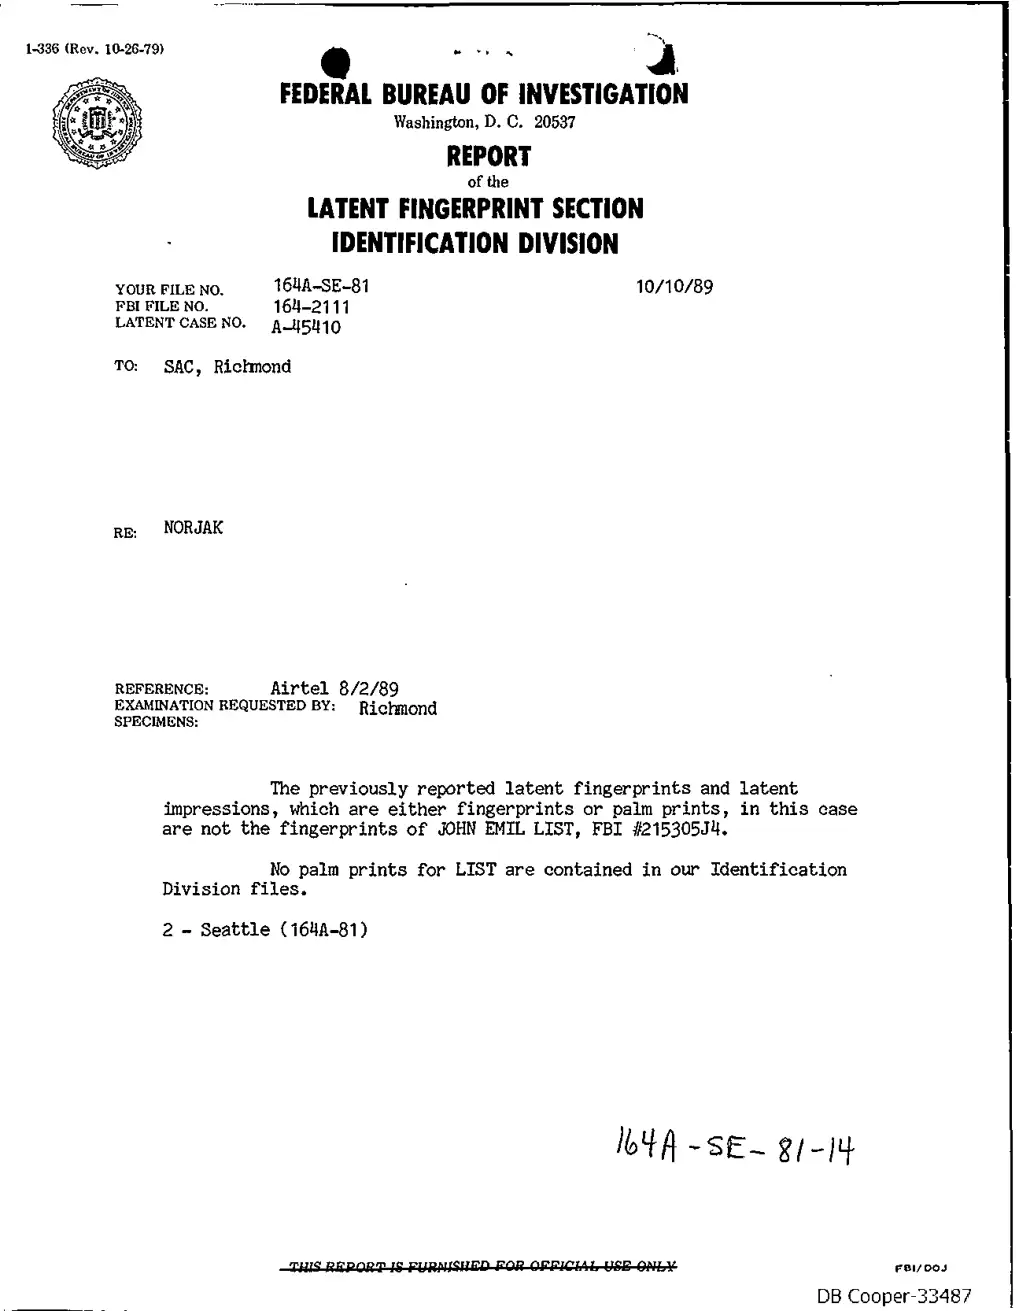 1-336 (Rev. 10-26-79)
FEDERAL BUREAU OF INVESTIGATION
Washington, D. C. 20537
REPORT
of the
LATENT FINGERPRINT SECTION
IDENTIFICATION DIVISION
YOUR FILE NO. 164A-SE-81 10/10/89
FBI FILE NO. 164-2111
LATENT CASE NO. A-45410
TO: SAC, Richmond
RE: NORJAK
REFERENCE: Airtel 8/2/89
EXAMINATION REQUESTED BY: Richmond
SPECIMENS:
The previously reported latent fingerprints and latent
impressions, which are either fingerprints or palm prints, in this case
are not the fingerprints of JOHN EMIL LIST, FBI #215305J4.
No palm prints for LIST are contained in our Identification
Division files.
2 - Seattle (164A-81)
164A-SE-81-14
THIS REPORT IS FURNISHED FOR OFFICIAL USE ONLY
FBI/DOJ
DB Cooper-33487